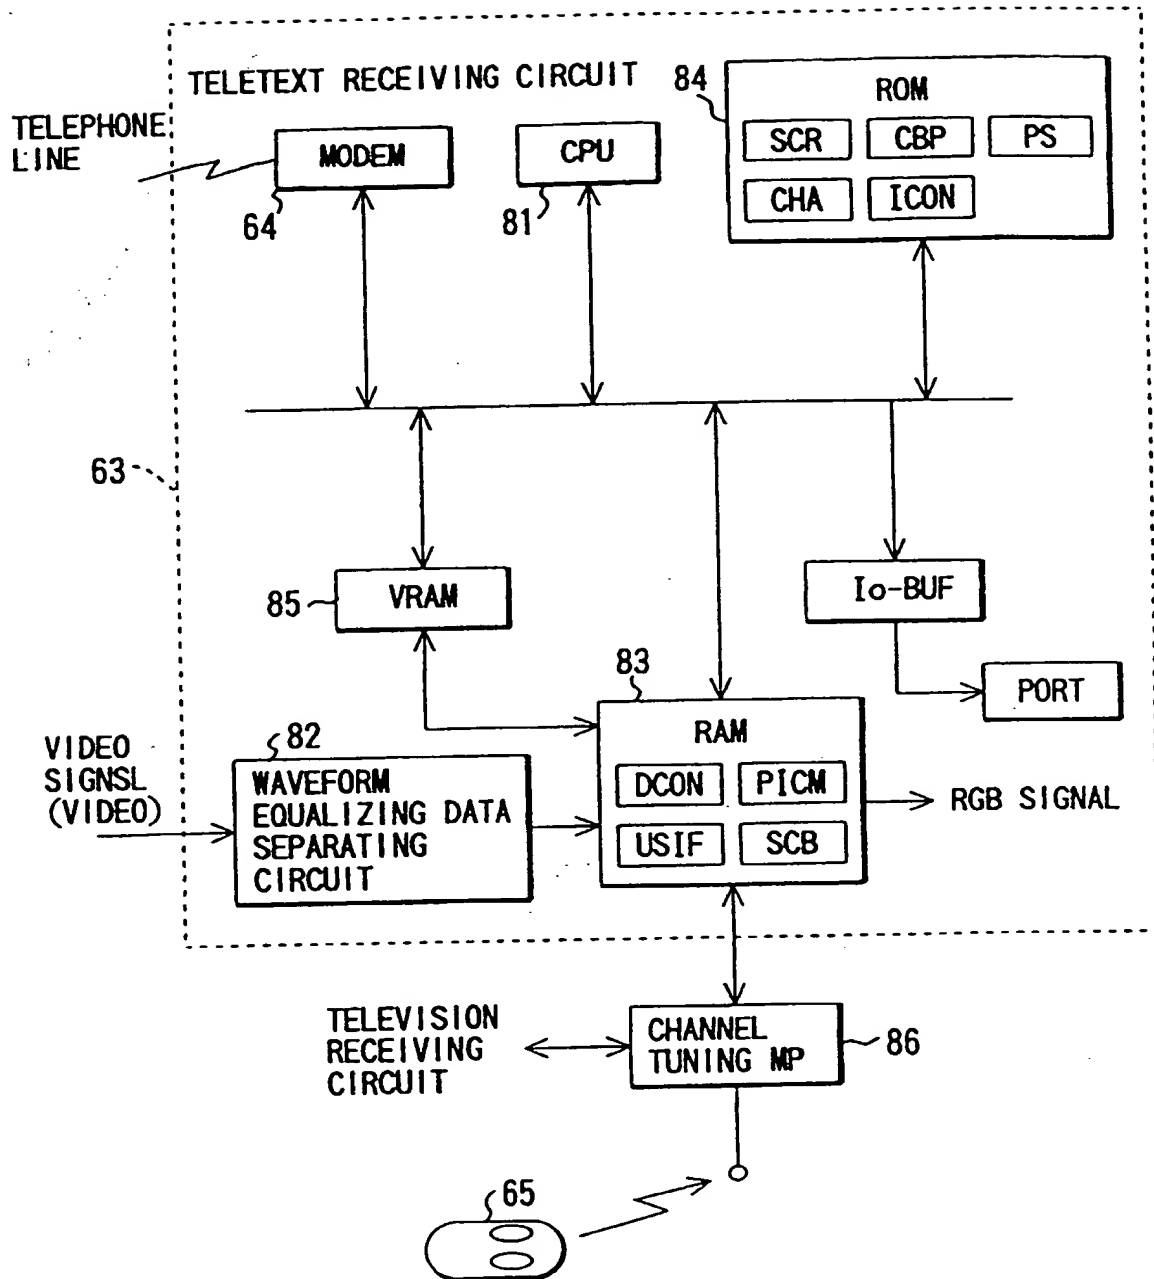 TELETEXT RECEIVING CIRCUIT
TELEPHONE
LINE
MODEM
64
CPU
81
84
ROM
SCR
CBP
PS
CHA
ICON
63
85
VRAM
Io-BUF
PORT
83
RAM
DCON
PICM
USIF
SCB
RGB SIGNAL
VIDEO
SIGNSL
(VIDEO)
82
WAVEFORM
EQUALIZING DATA
SEPARATING
CIRCUIT
TELEVISION
RECEIVING
CIRCUIT
CHANNEL
TUNING MP
86
65